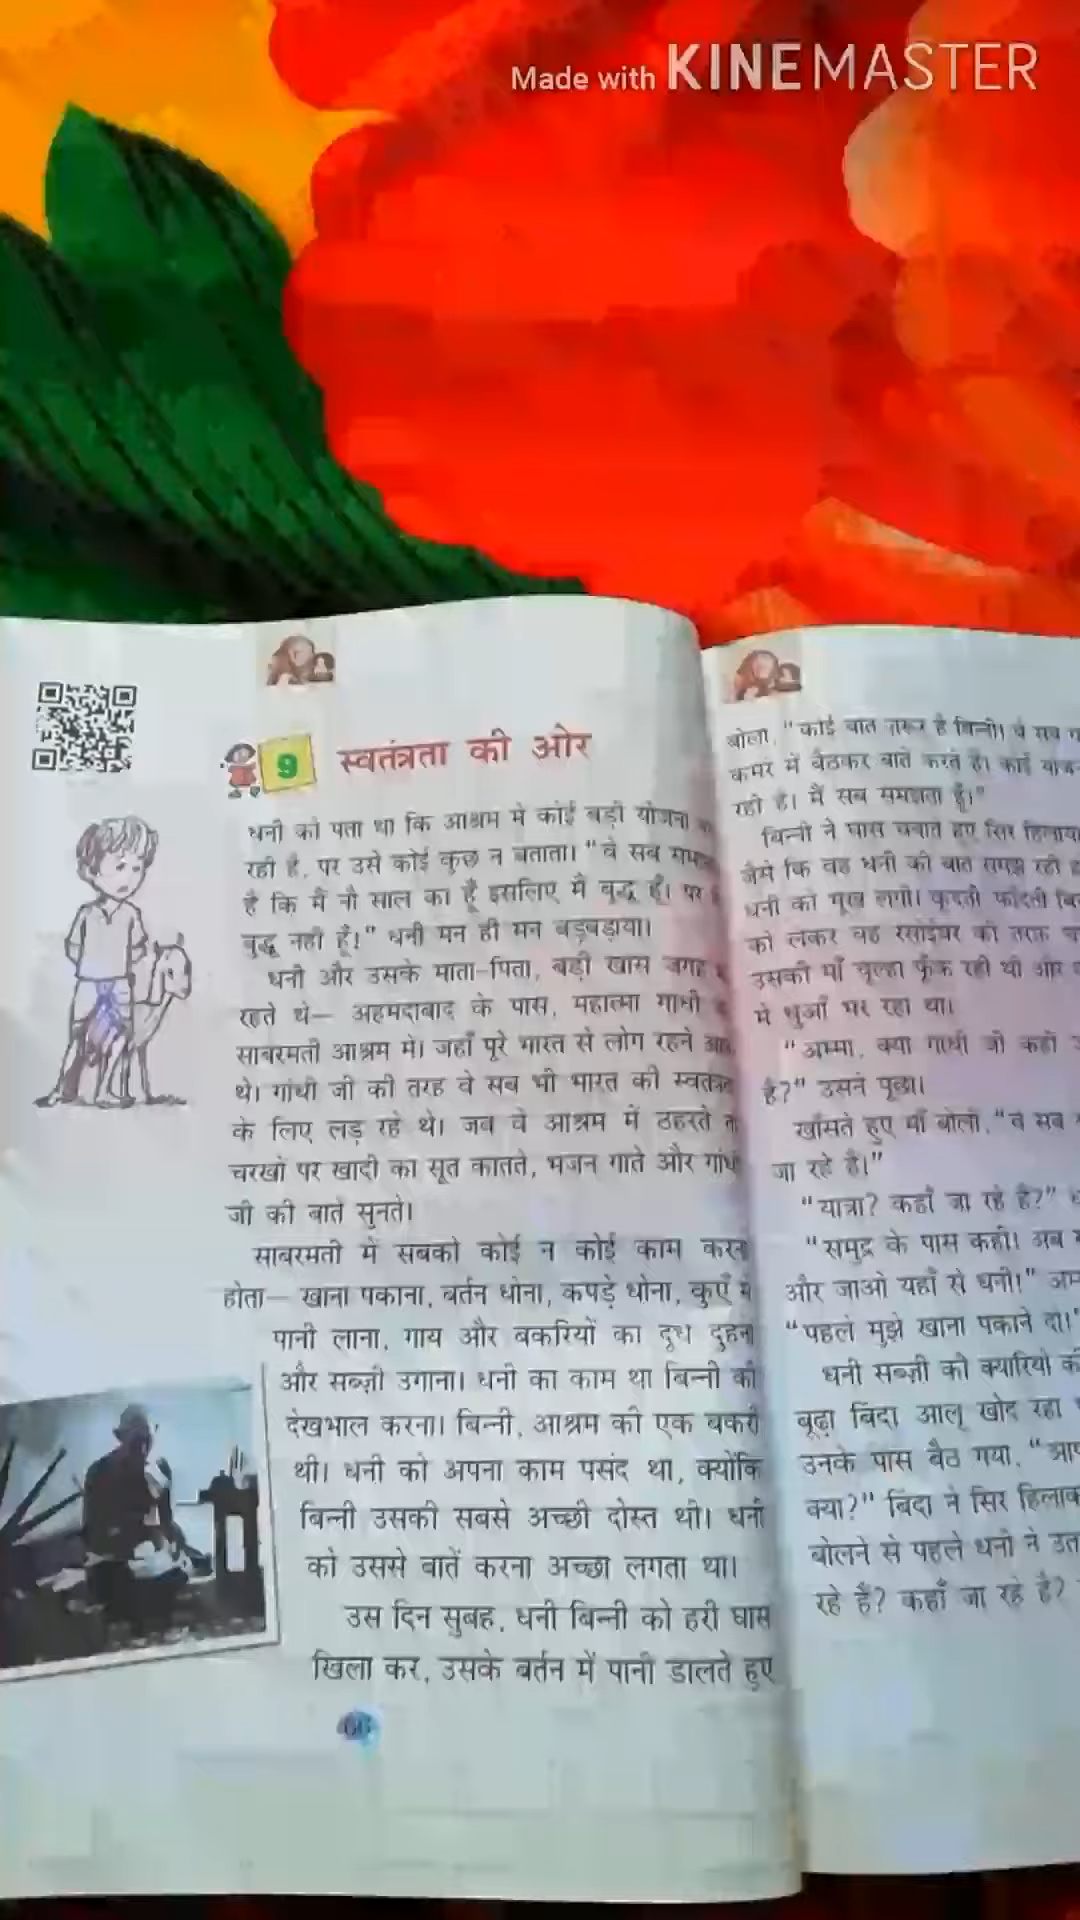 Made with KINEMASTER
9 स्वतंत्रता की ओर
धनी को पता था कि आश्रम में कोई बड़ी योजना
रही है, पर उसे कोई कुछ न बताता। "वे सब
है कि मैं नौ साल का हूँ इसलिए मैं बुद्धू हूँ। पर
बुद्धू नहीं हूँ!" धनी मन ही मन बड़बड़ाया।
धनी और उसके माता-पिता, बड़ी खास जगह
रहते थे— अहमदाबाद के पास, महात्मा गांधी
साबरमती आश्रम में। जहाँ पूरे भारत से लोग रहने
थे। गांधी जी की तरह वे सब भी भारत की
के लिए लड़ रहे थे। जब वे आश्रम में ठहरते
चरखों पर खादी का सूत कातते, भजन गाते और
जी की बातें सुनते।
साबरमती में सबको कोई न कोई काम
होता— खाना पकाना, बर्तन धोना, कपड़े धोना, कुएँ
पानी लाना, गाय और बकरियों का दूध
और सब्ज़ी उगाना। धनी का काम था बिन्नी की
देखभाल करना। बिन्नी, आश्रम की एक बकरी
थी। धनी को अपना काम पसंद था, क्योंकि
बिन्नी उसकी सबसे अच्छी दोस्त थी। धनी
को उससे बातें करना अच्छा लगता था।
उस दिन सुबह, धनी बिन्नी को हरी घास
खिला कर, उसके बर्तन में पानी डालते हुए
66
बोला, "कोई बात ज़रूर है बिन्नी। वे सब
कमरे में बैठकर बातें करते हैं। कोई
रही है। मैं सब समझता हूँ।"
बिन्नी ने घास चबाते हुए सिर हिलाया
जैसे कि वह धनी की बात समझ रही
धनी को भूख लगी। कूदती फाँदती
को लेकर वह रसोईघर की तरफ
उसकी माँ चूल्हा फूँक रही थी और
में धुआँ भर रहा था।
"अम्मा, क्या गांधी जी कहीं
है?" उसने पूछा।
खाँसते हुए माँ बोली, "वे सब
जा रहे हैं।"
"यात्रा? कहाँ जा रहे हैं?"
"समुद्र के पास कहीं। अब
और जाओ यहाँ से धनी!"
"पहले मुझे खाना पकाने दो।"
धनी सब्ज़ी की क्यारियों की
बूढ़ा बिंदा आलू खोद रहा
उनके पास बैठ गया,
क्या?" बिंदा ने सिर
बोलने से पहले धनी ने
रहे हैं? कहाँ जा रहे हैं?